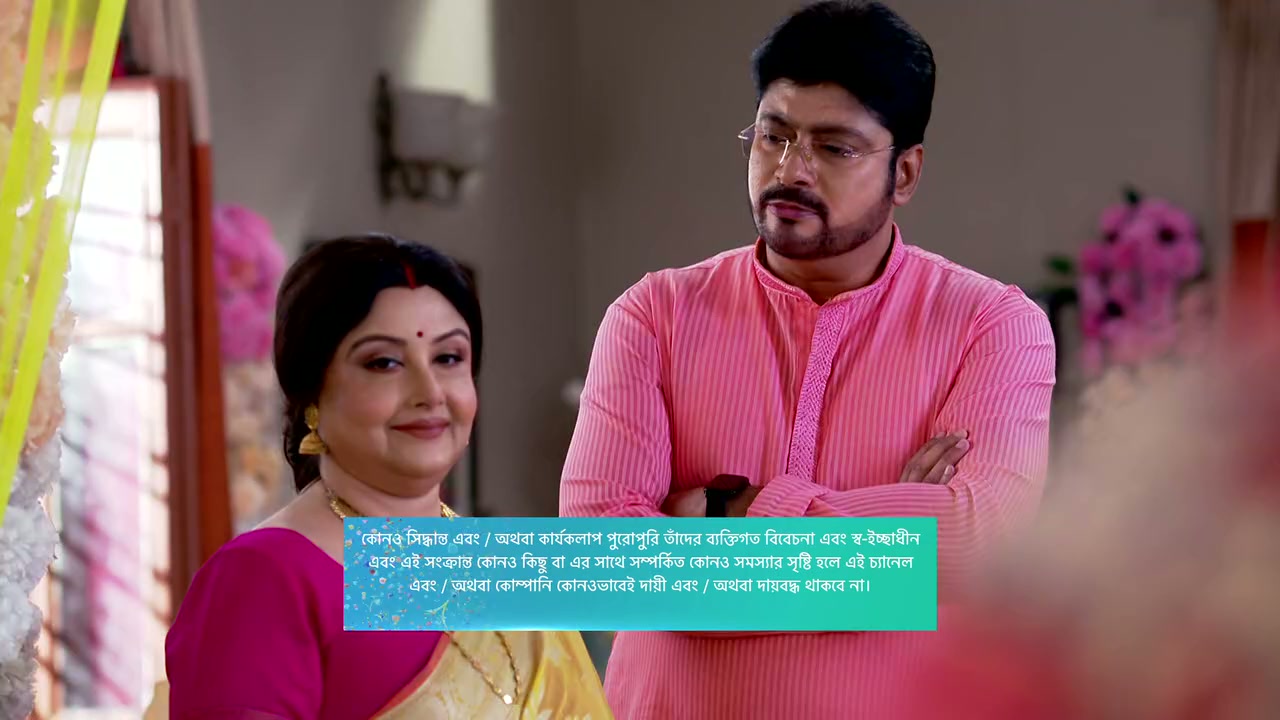 কোনও সিদ্ধান্ত এবং / অথবা কার্যকলাপ পুরোপুরি তাঁদের ব্যক্তিগত বিবেচনা এবং স্ব-ইচ্ছাধীন
এবং এই সংক্রান্ত কোনও কিছু বা এর সাথে সম্পর্কিত কোনও সমস্যার সৃষ্টি হলে এই চ্যানেল
এবং / অথবা কোম্পানি কোনওভাবেই দায়ী এবং / অথবা দায়বদ্ধ থাকবে না।